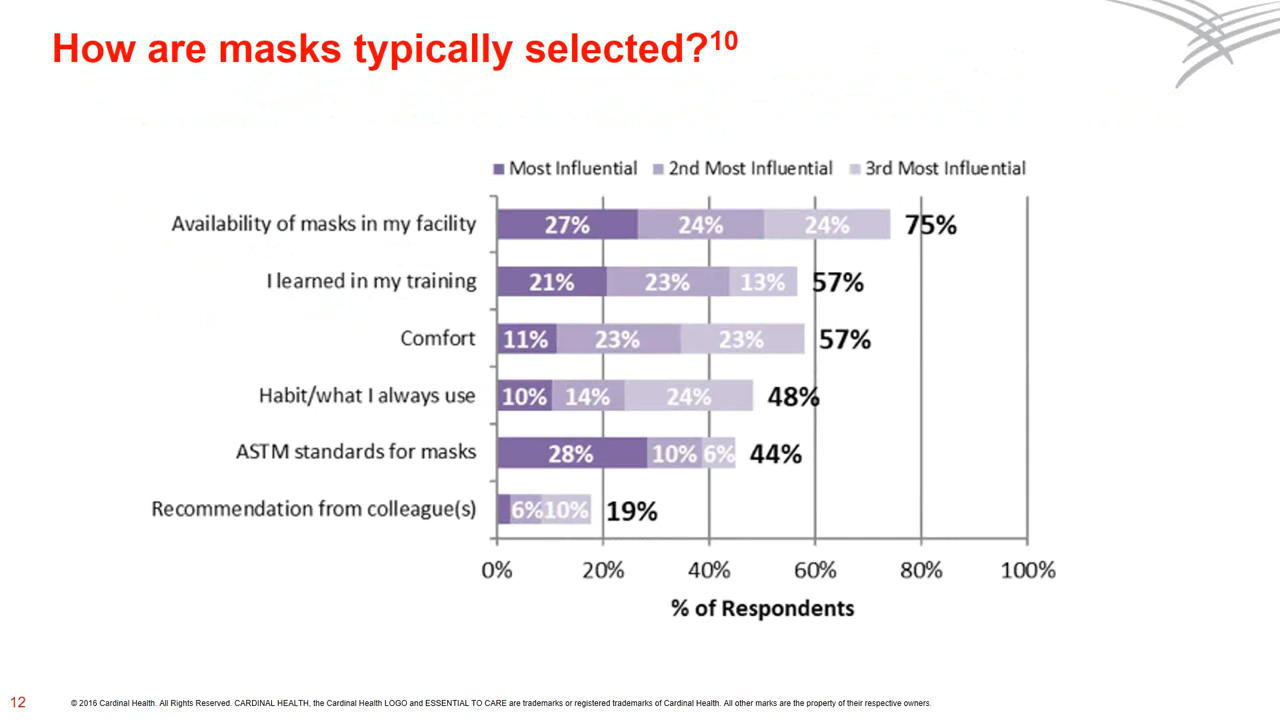 How are masks typically selected?10
Most Influential 2nd Most Influential 3rd Most Influential
Availability of masks in my facility 27% 24% 24% 75%
I learned in my training 21% 23% 13% 57%
Comfort 11% 23% 23% 57%
Habit/what I always use 10% 14% 24% 48%
ASTM standards for masks 28% 10% 6% 44%
Recommendation from colleague(s) 6% 10% 19%
0% 20% 40% 60% 80% 100%
% of Respondents
12 © 2016 Cardinal Health. All Rights Reserved. CARDINAL HEALTH, the Cardinal Health LOGO and ESSENTIAL TO CARE are trademarks or registered trademarks of Cardinal Health. All other marks are the property of their respective owners.